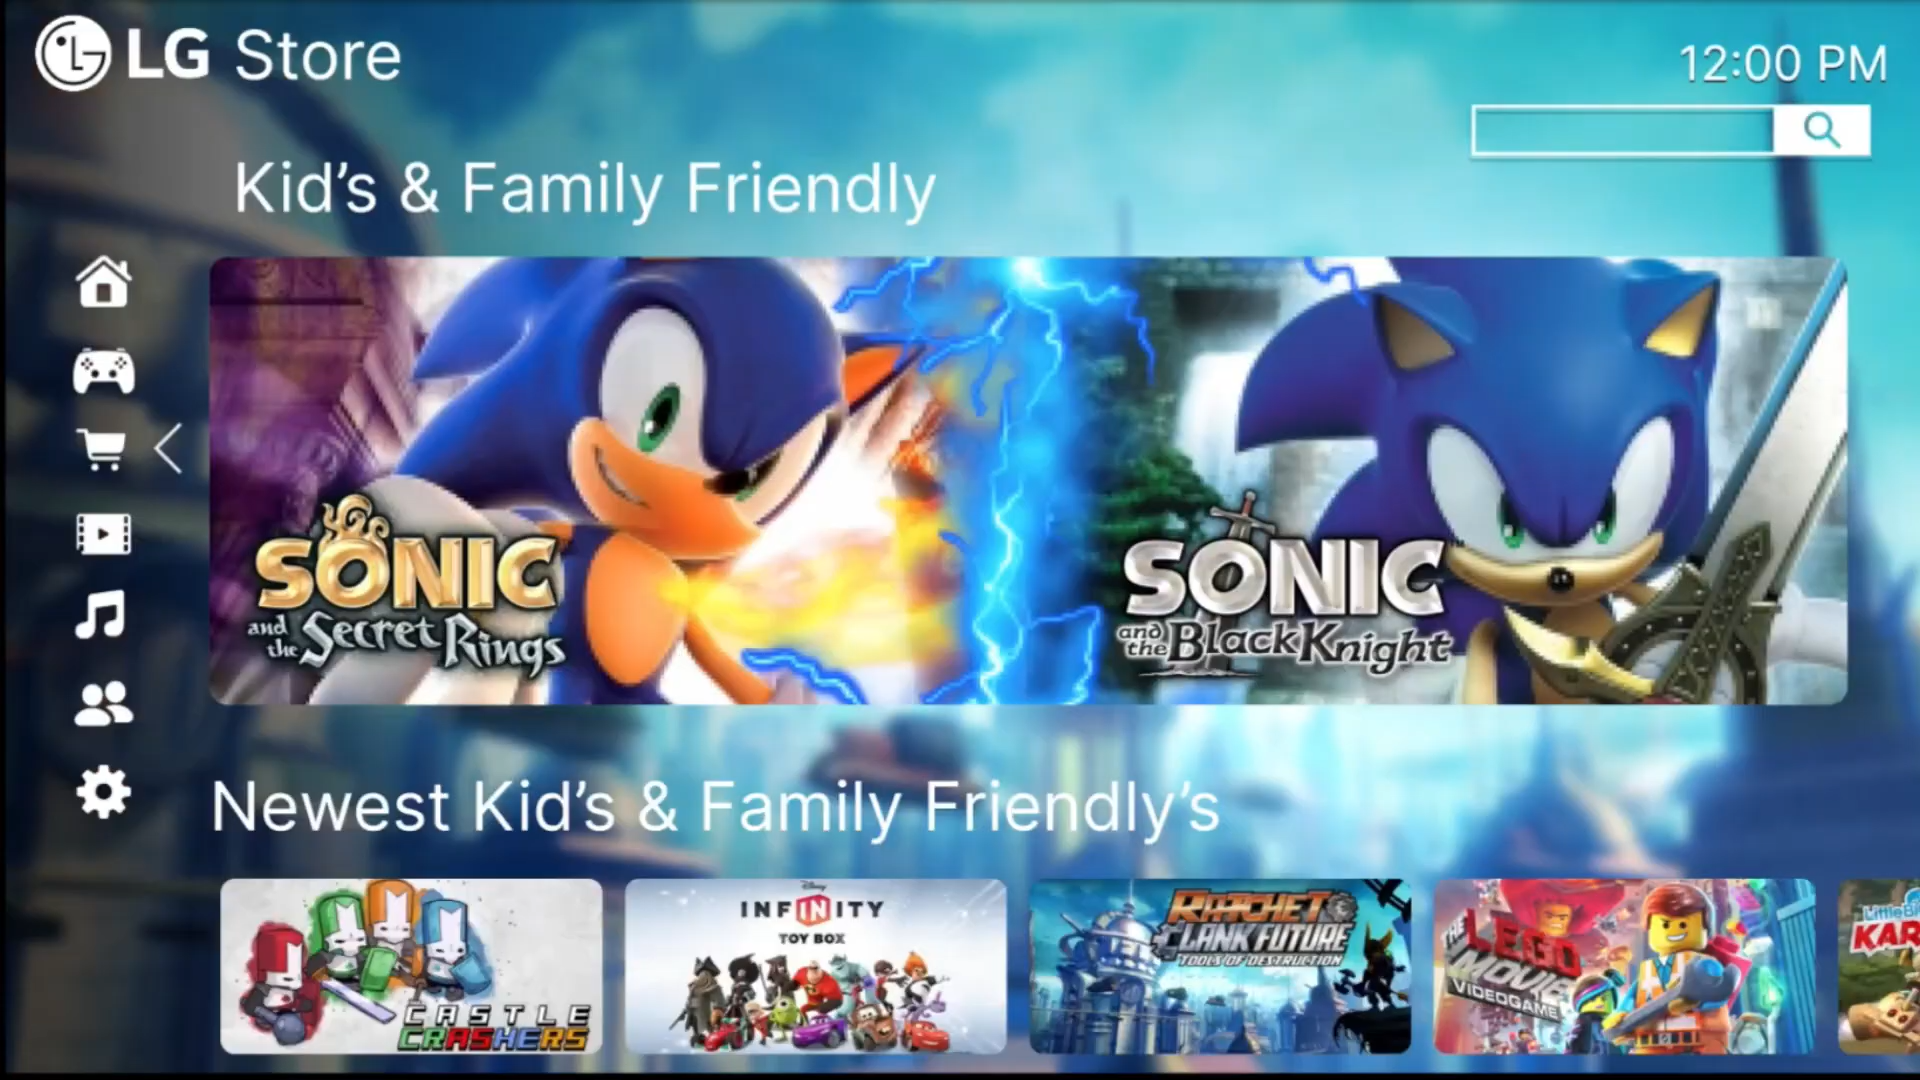 LG Store
12:00 PM
Kid's & Family Friendly
SONIC
and the Secret Rings
SONIC
and the Black Knight
Newest Kid's & Family Friendly's
CASTLE
CRASHERS
Disney
INFINITY
TOY BOX
RATCHET
CLANK FUTURE
TOOLS OF DESTRUCTION
THE
LEGO
MOVIE
VIDEOGAME